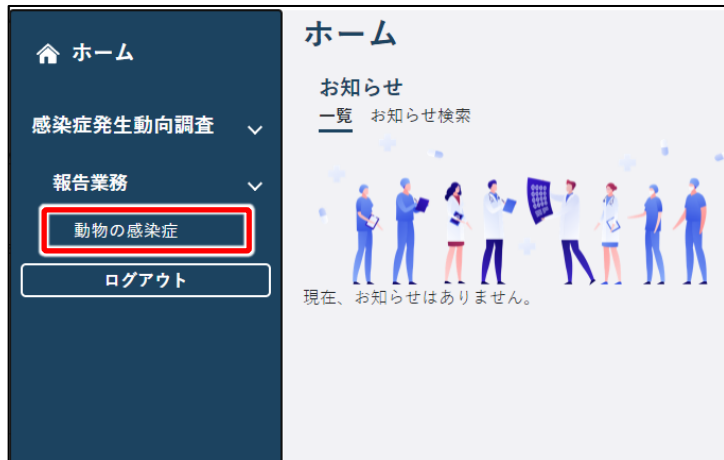 ホーム
感染症発生動向調査
報告業務
動物の感染症
ログアウト
ホーム
お知らせ
一覧 お知らせ検索
現在、お知らせはありません。